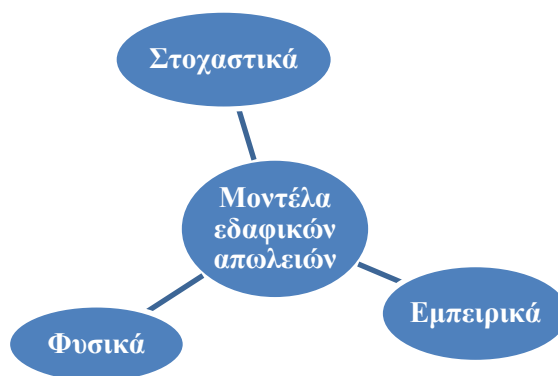 Στοχαστικά
Μοντέλα
εδαφικών
απωλειών
Εμπειρικά
Φυσικά